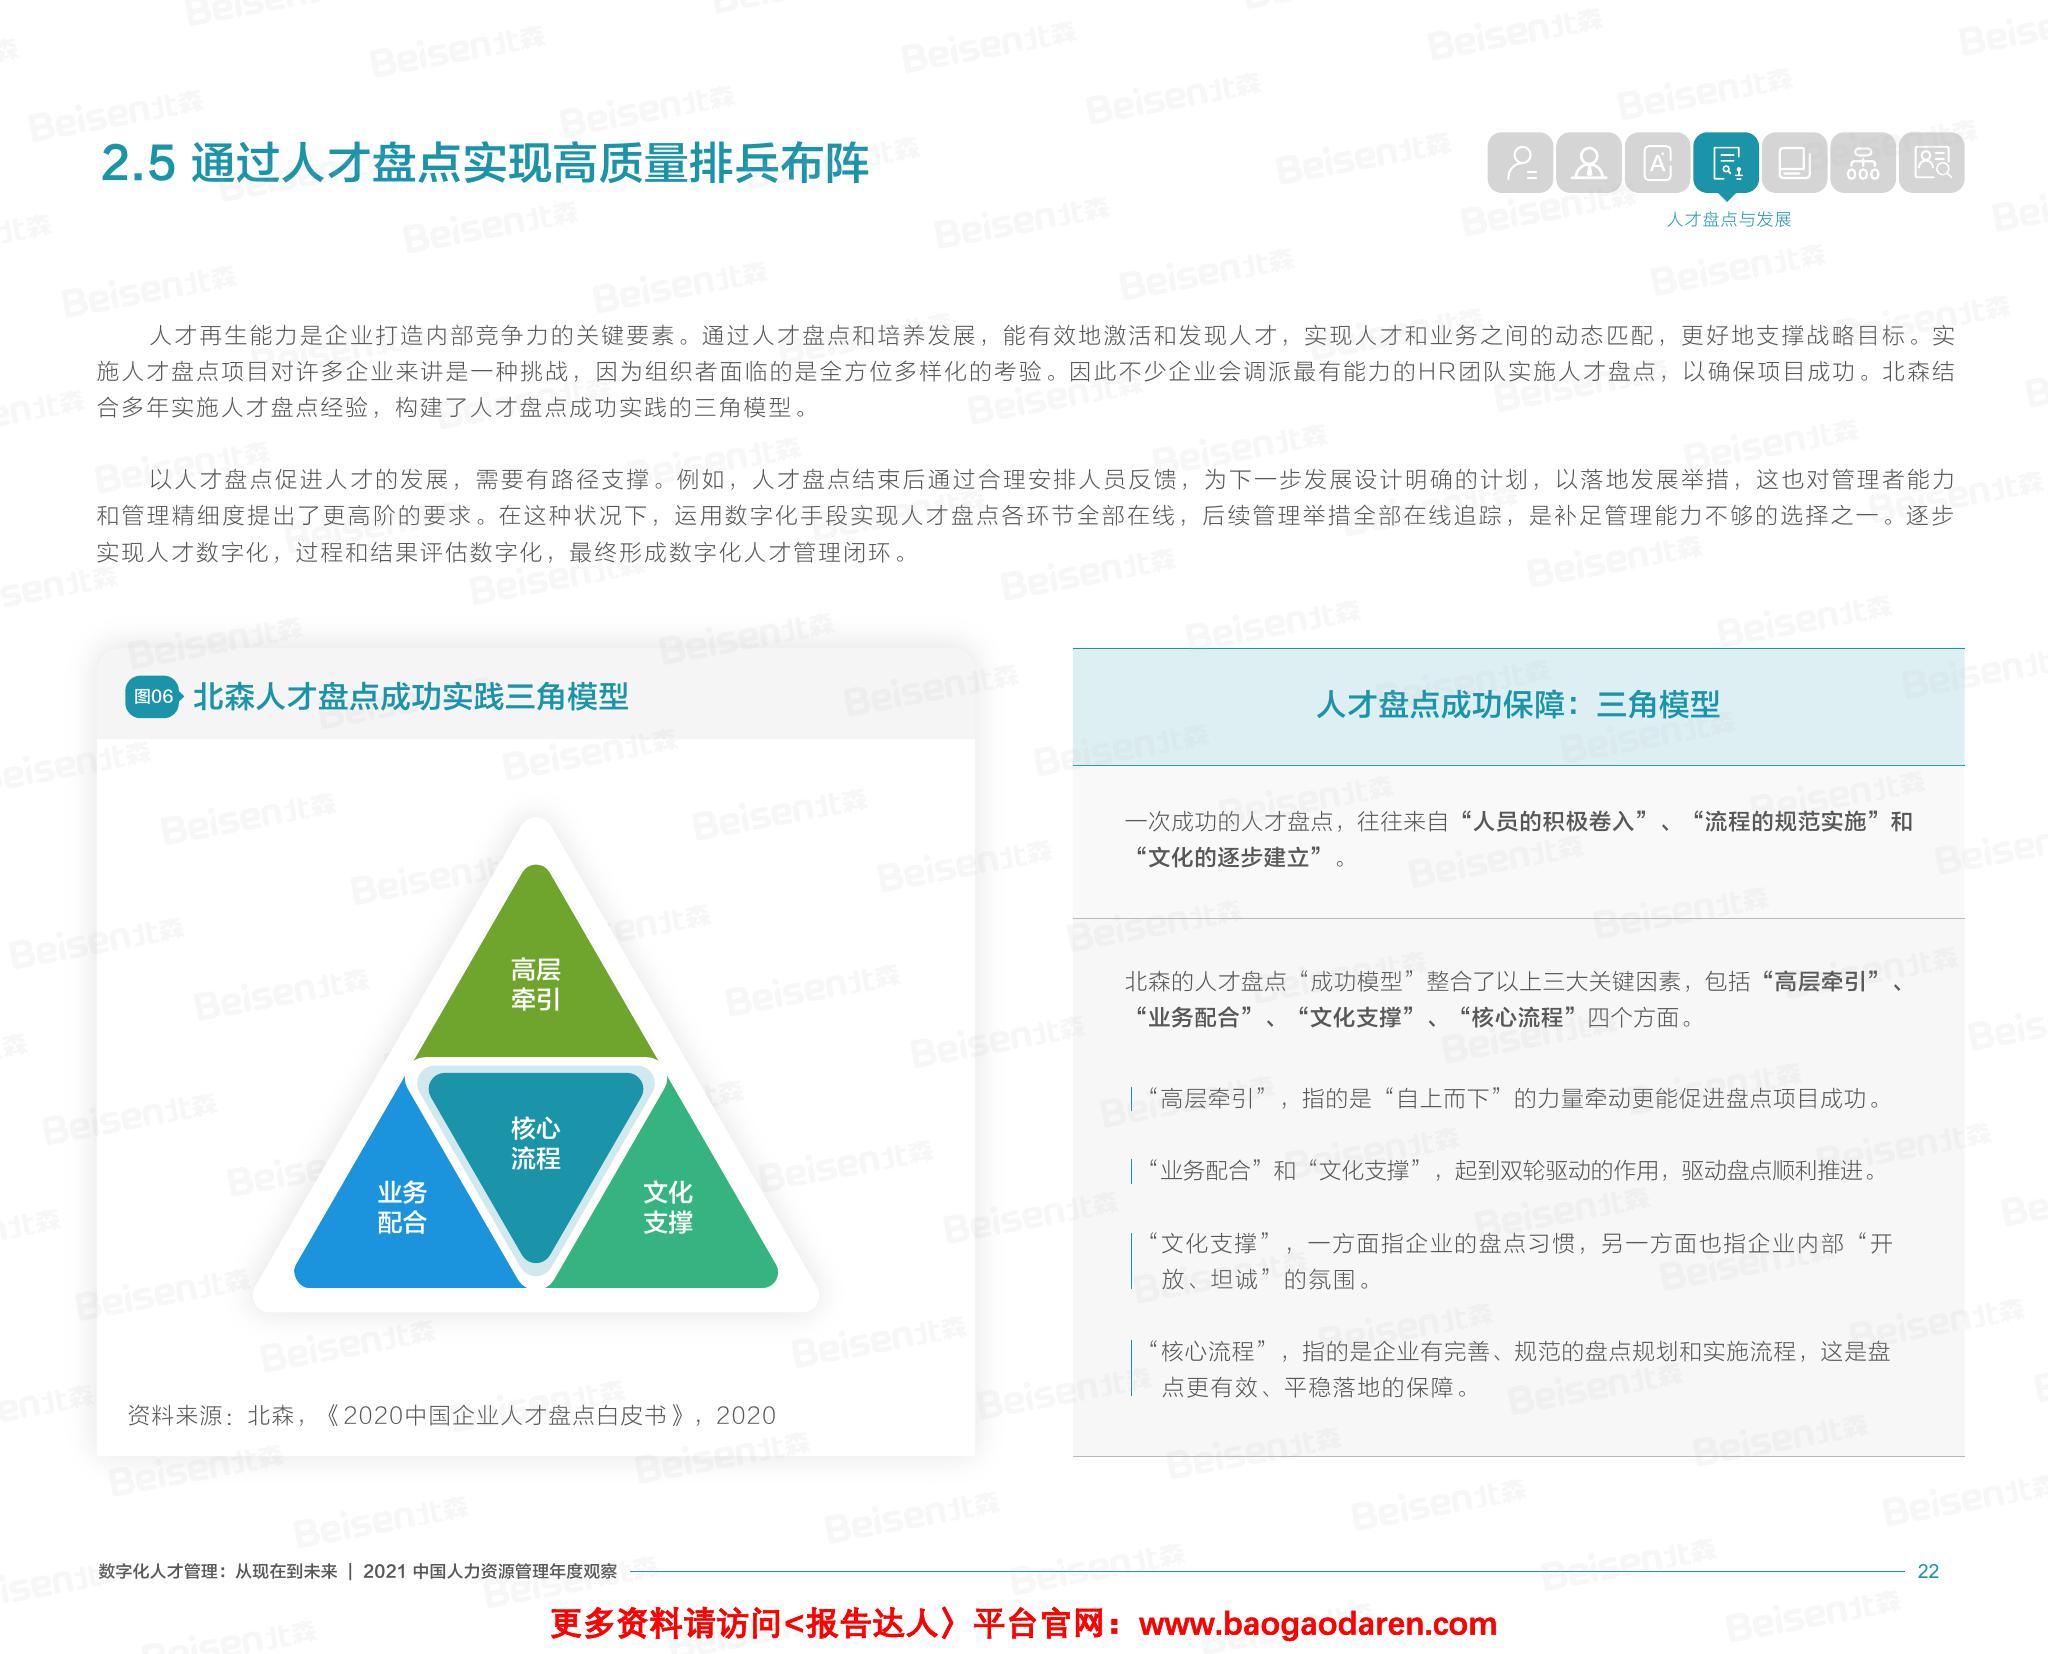 2.5 通过人才盘点实现高质量排兵布阵
人才盘点与发展
人才再生能力是企业打造内部竞争力的关键要素。通过人才盘点和培养发展，能有效地激活和发现人才，实现人才和业务之间的动态匹配，更好地支撑战略目标。实
施人才盘点项目对许多企业来讲是一种挑战，因为组织者面临的是全方位多样化的考验。因此不少企业会调派最有能力的HR团队实施人才盘点，以确保项目成功。北森结
合多年实施人才盘点经验，构建了人才盘点成功实践的三角模型。
以人才盘点促进人才的发展，需要有路径支撑。例如，人才盘点结束后通过合理安排人员反馈，为下一步发展设计明确的计划，以落地发展举措，这也对管理者能力
和管理精细度提出了更高阶的要求。在这种状况下，运用数字化手段实现人才盘点各环节全部在线，后续管理举措全部在线追踪，是补足管理能力不够的选择之一。逐步
实现人才数字化，过程和结果评估数字化，最终形成数字化人才管理闭环。
图06 北森人才盘点成功实践三角模型
高层
牵引
核心
流程
业务
配合
文化
支撑
资料来源：北森，《2020中国企业人才盘点白皮书》，2020
人才盘点成功保障：三角模型
一次成功的人才盘点，往往来自“人员的积极卷入”、“流程的规范实施”和
“文化的逐步建立”。
北森的人才盘点“成功模型”整合了以上三大关键因素，包括“高层牵引”、
“业务配合”、“文化支撑”、“核心流程”四个方面。
“高层牵引”，指的是“自上而下”的力量牵动更能促进盘点项目成功。
“业务配合”和“文化支撑”，起到双轮驱动的作用，驱动盘点顺利推进。
“文化支撑”，一方面指企业的盘点习惯，另一方面也指企业内部“开
放、坦诚”的氛围。
“核心流程”，指的是企业有完善、规范的盘点规划和实施流程，这是盘
点更有效、平稳落地的保障。
数字化人才管理：从现在到未来 | 2021 中国人力资源管理年度观察 22
更多资料请访问<报告达人〉平台官网：www.baogaodaren.com